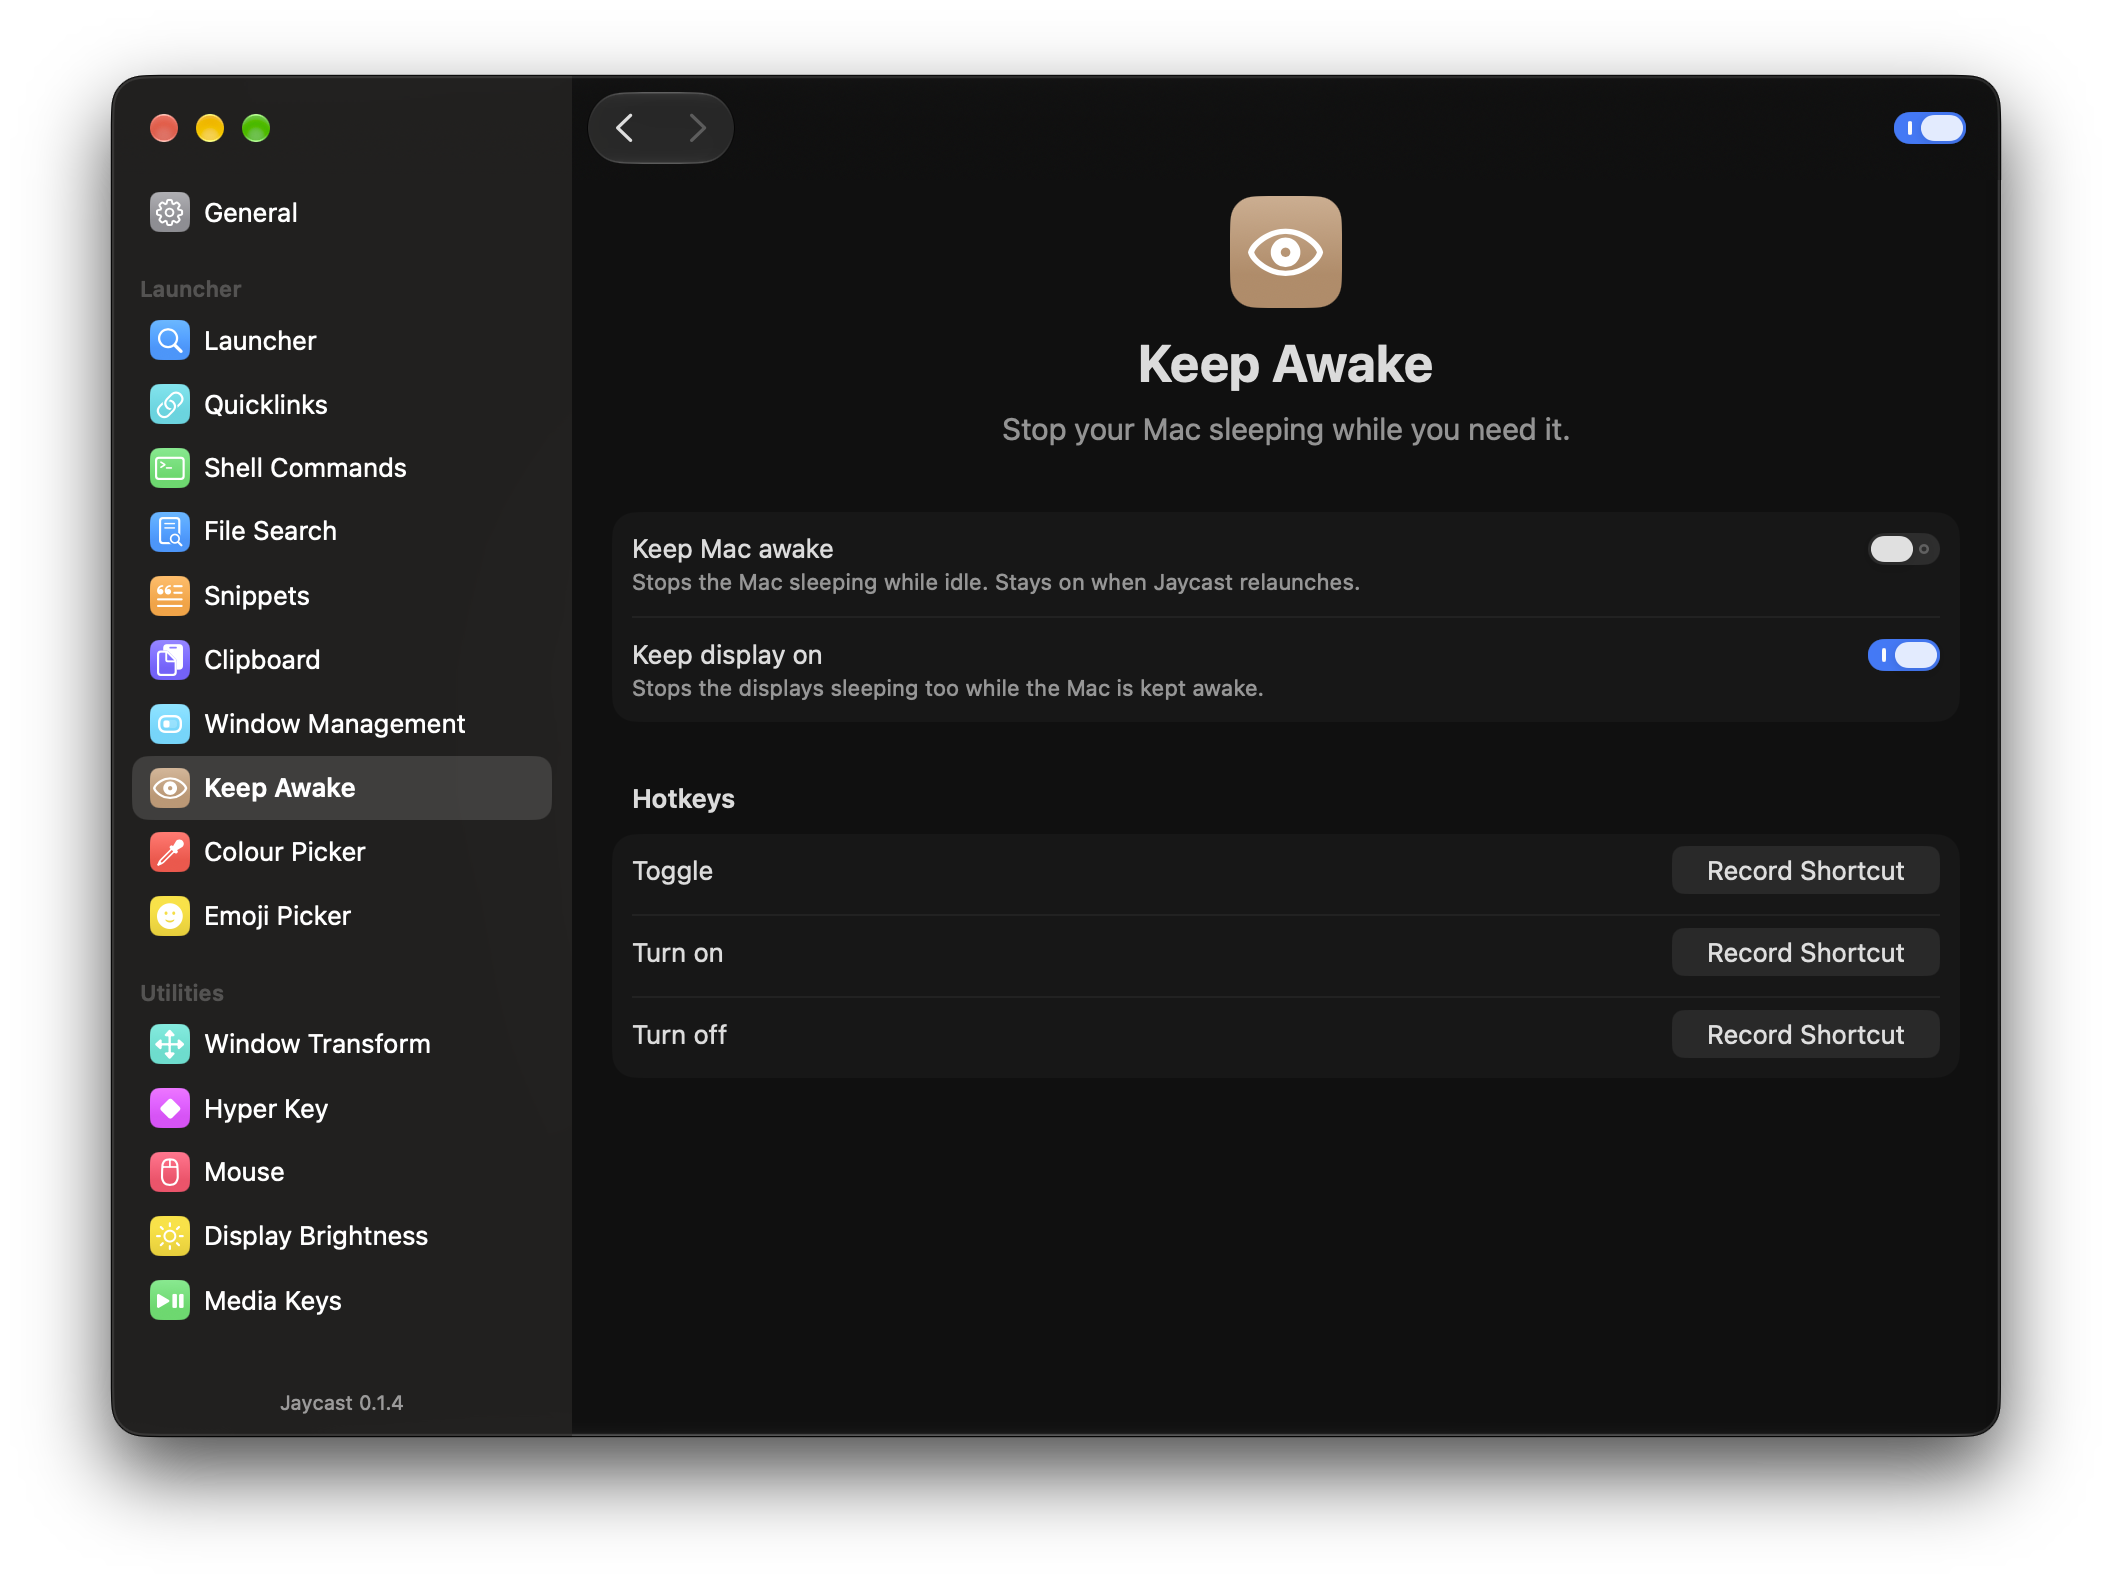 General
Launcher
Launcher
Quicklinks
Shell Commands
File Search
Snippets
Clipboard
Window Management
Keep Awake
Colour Picker
Emoji Picker
Utilities
Window Transform
Hyper Key
Mouse
Display Brightness
Media Keys
Jaycast 0.1.4
Keep Awake
Stop your Mac sleeping while you need it.
Keep Mac awake
Stops the Mac sleeping while idle. Stays on when Jaycast relaunches.
Keep display on
Stops the displays sleeping too while the Mac is kept awake.
Hotkeys
Toggle
Record Shortcut
Turn on
Record Shortcut
Turn off
Record Shortcut